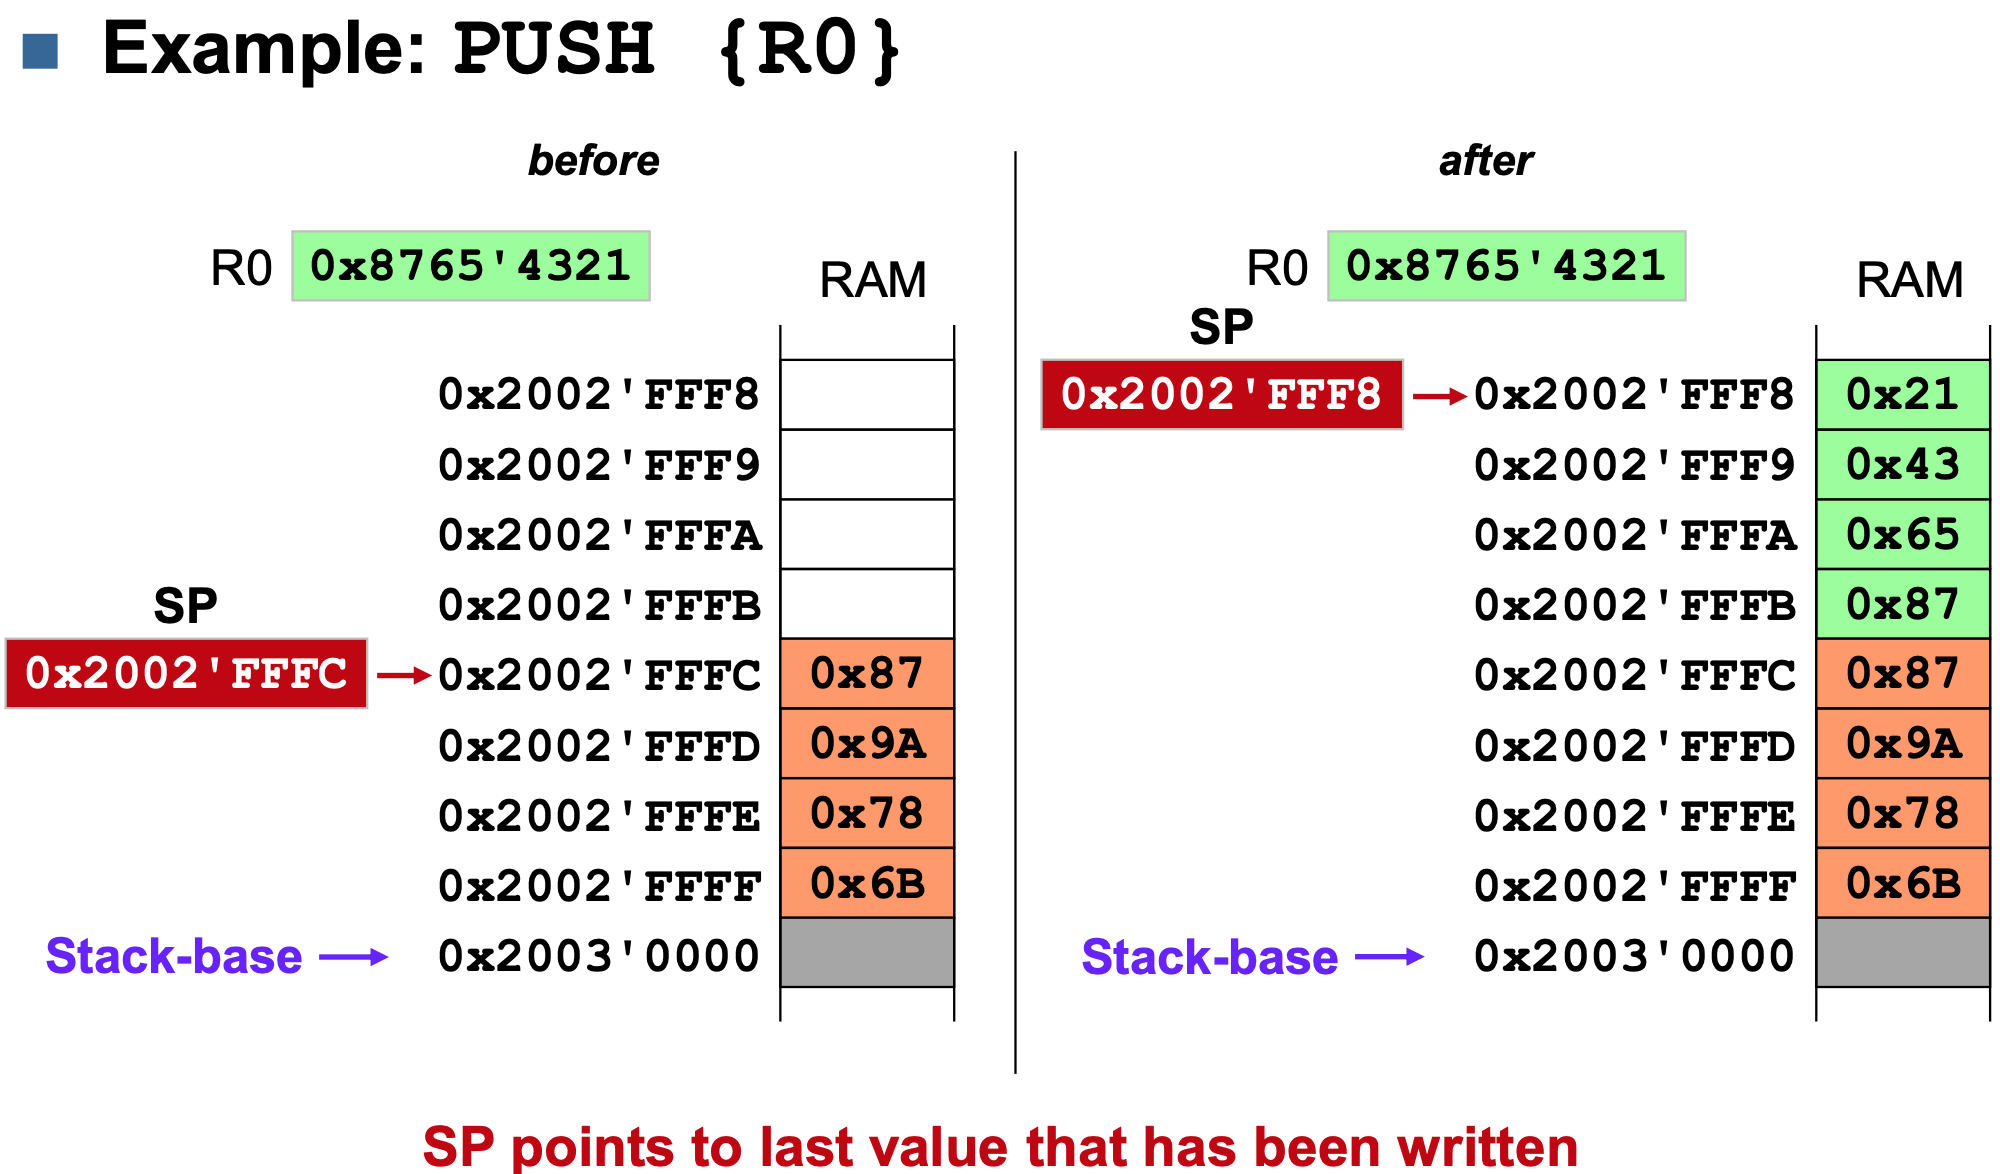 Example: PUSH {R0}
before
R0 0x8765'4321
RAM
0x2002'FFF8
0x2002'FFF9
0x2002'FFFA
SP
0x2002'FFFB
0x2002'FFFC 0x2002'FFFC 0x87
0x2002'FFFD 0x9A
0x2002'FFFE 0x78
0x2002'FFFF 0x6B
Stack-base 0x2003'0000
after
R0 0x8765'4321
RAM
SP
0x2002'FFF8 0x2002'FFF8 0x21
0x2002'FFF9 0x43
0x2002'FFFA 0x65
0x2002'FFFB 0x87
0x2002'FFFC 0x87
0x2002'FFFD 0x9A
0x2002'FFFE 0x78
0x2002'FFFF 0x6B
Stack-base 0x2003'0000
SP points to last value that has been written